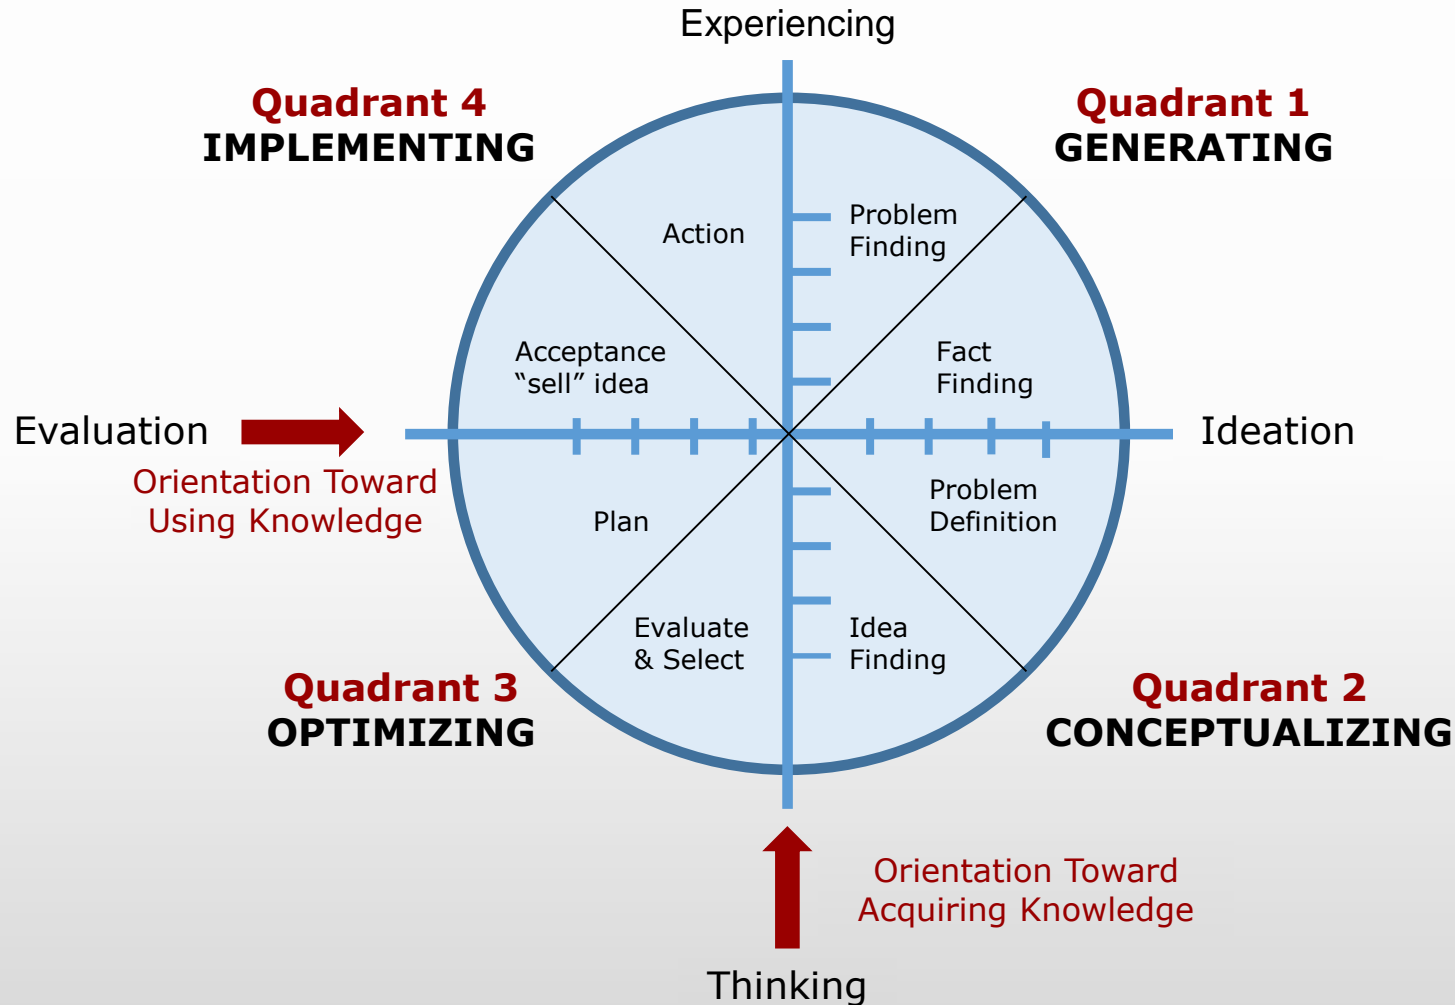 Experiencing
Quadrant 4
IMPLEMENTING
Quadrant 1
GENERATING
Action
Problem
Finding
Acceptance
“sell” idea
Fact
Finding
Evaluation
Ideation
Orientation Toward
Using Knowledge
Plan
Problem
Definition
Evaluate
& Select
Idea
Finding
Quadrant 3
OPTIMIZING
Quadrant 2
CONCEPTUALIZING
Orientation Toward
Acquiring Knowledge
Thinking